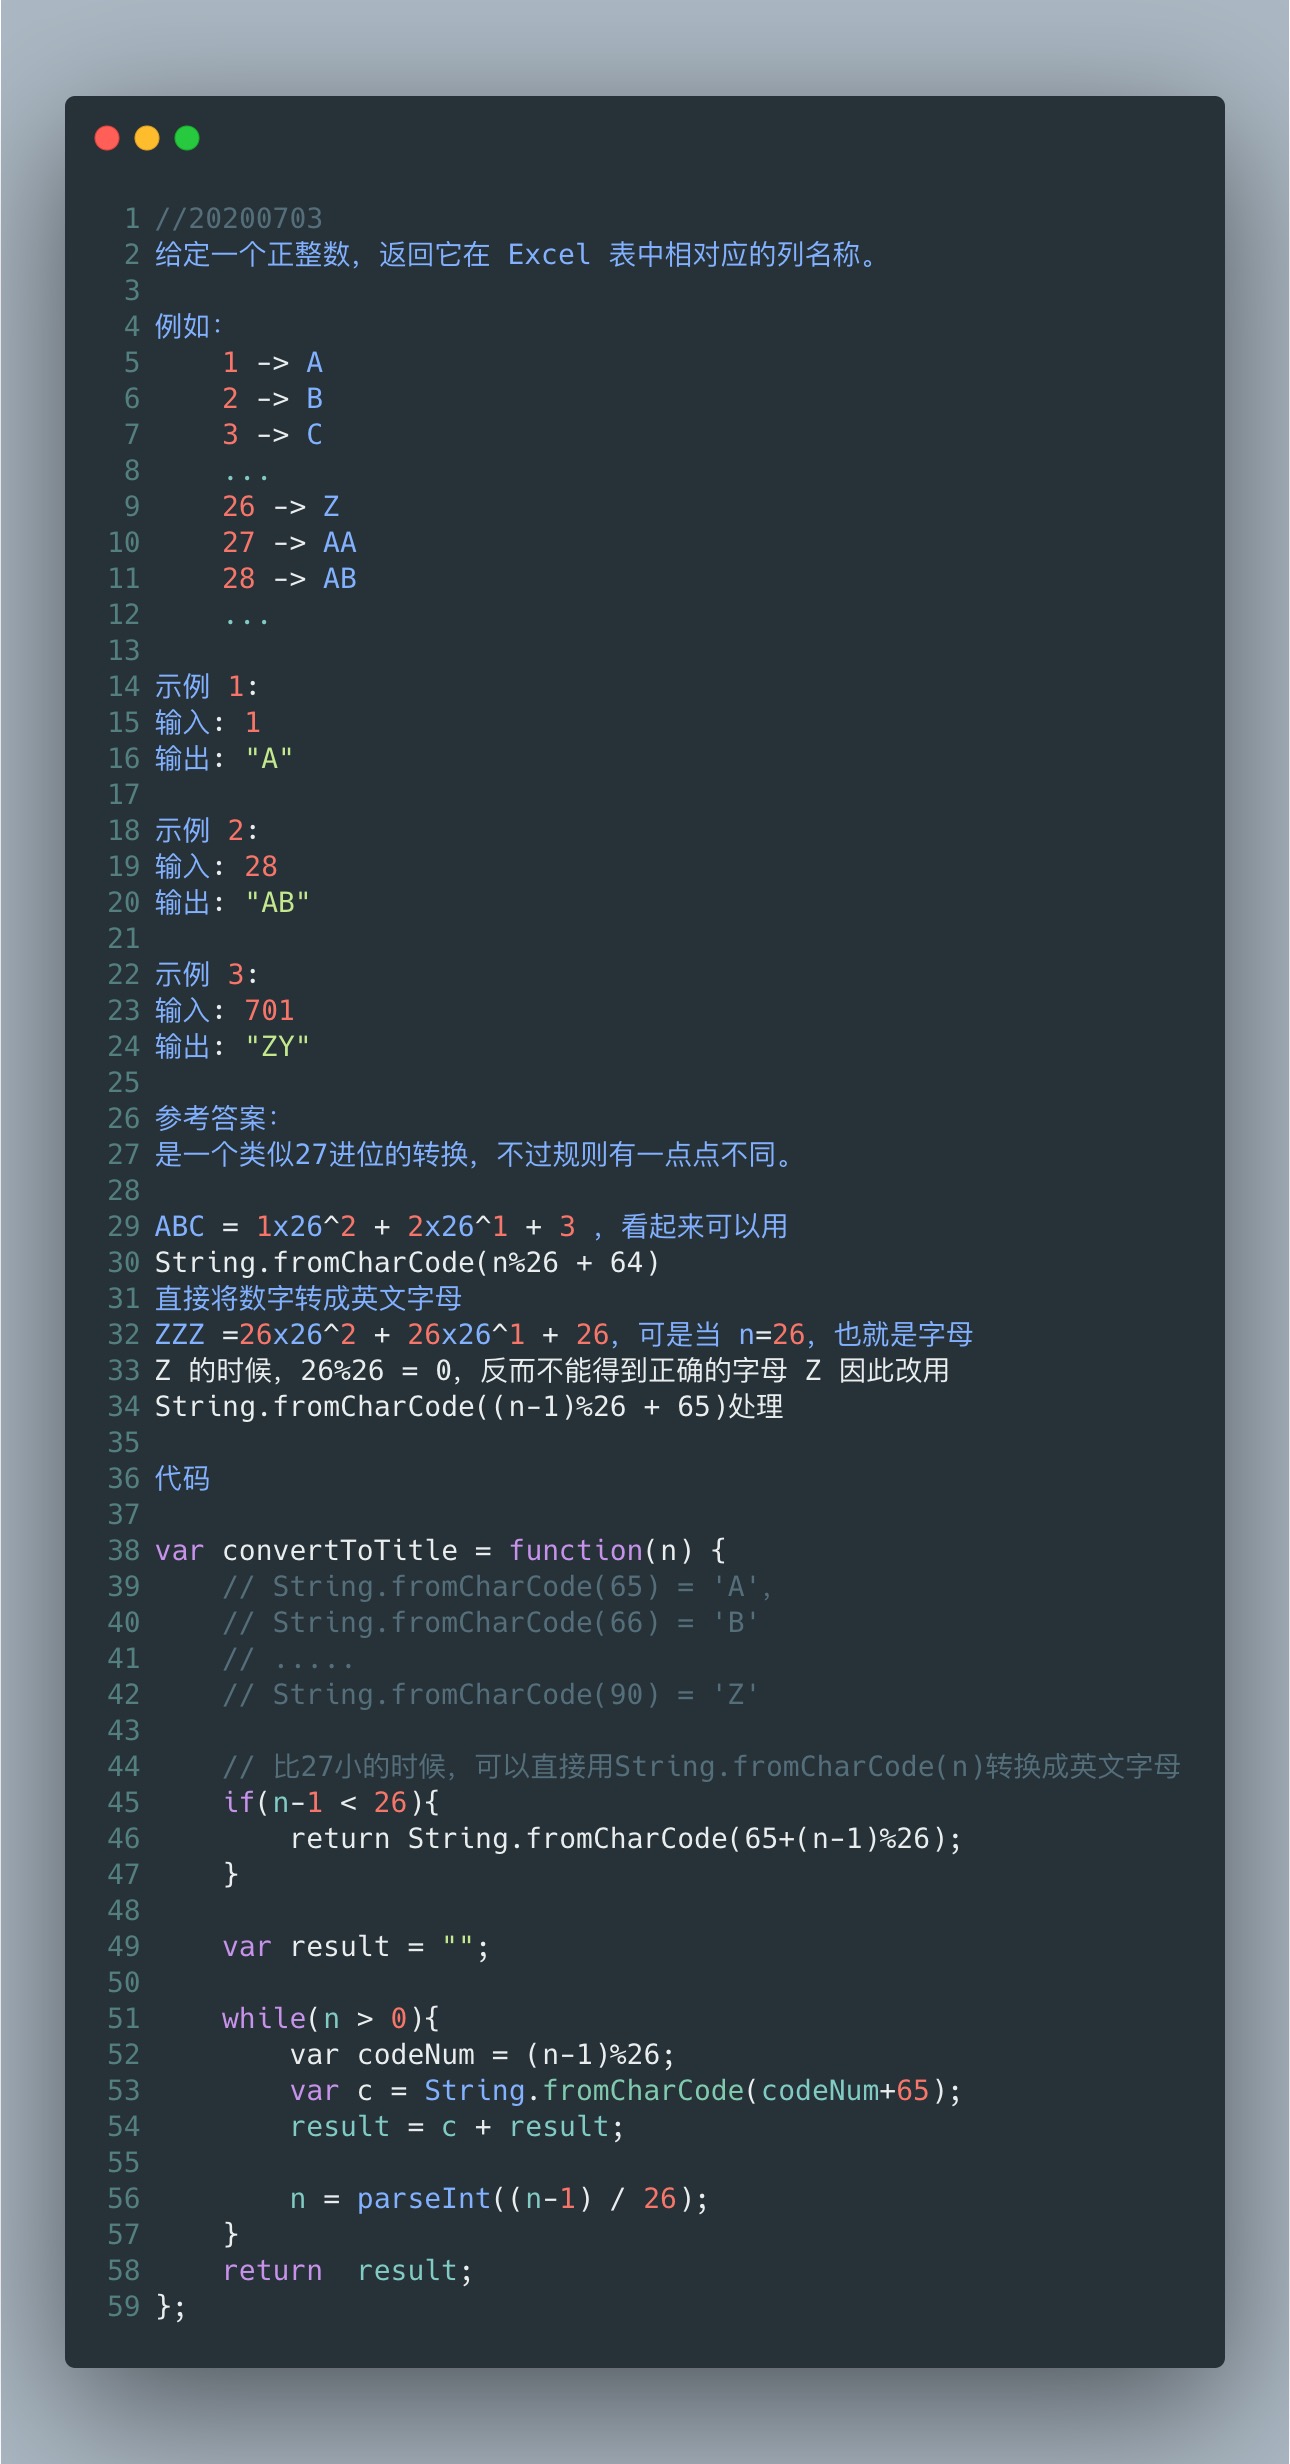 1 //20200703
2 给定一个正整数，返回它在 Excel 表中相对应的列名称。
3
4 例如：
5     1 -> A
6     2 -> B
7     3 -> C
8     ...
9     26 -> Z
10     27 -> AA
11     28 -> AB
12     ...
13
14 示例 1:
15 输入: 1
16 输出: "A"
17
18 示例 2:
19 输入: 28
20 输出: "AB"
21
22 示例 3:
23 输入: 701
24 输出: "ZY"
25
26 参考答案：
27 是一个类似27进位的转换，不过规则有一点点不同。
28
29 ABC = 1x26^2 + 2x26^1 + 3 ，看起来可以用
30 String.fromCharCode(n%26 + 64)
31 直接将数字转成英文字母
32 ZZZ =26x26^2 + 26x26^1 + 26，可是当 n=26，也就是字母
33 Z 的时候，26%26 = 0，反而不能得到正确的字母 Z 因此改用
34 String.fromCharCode((n-1)%26 + 65)处理
35
36 代码
37
38 var convertToTitle = function(n) {
39     // String.fromCharCode(65) = 'A',
40     // String.fromCharCode(66) = 'B'
41     // .....
42     // String.fromCharCode(90) = 'Z'
43
44     // 比27小的时候，可以直接用String.fromCharCode(n)转换成英文字母
45     if(n-1 < 26){
46         return String.fromCharCode(65+(n-1)%26);
47     }
48
49     var result = "";
50
51     while(n > 0){
52         var codeNum = (n-1)%26;
53         var c = String.fromCharCode(codeNum+65);
54         result = c + result;
55
56         n = parseInt((n-1) / 26);
57     }
58     return  result;
59 };